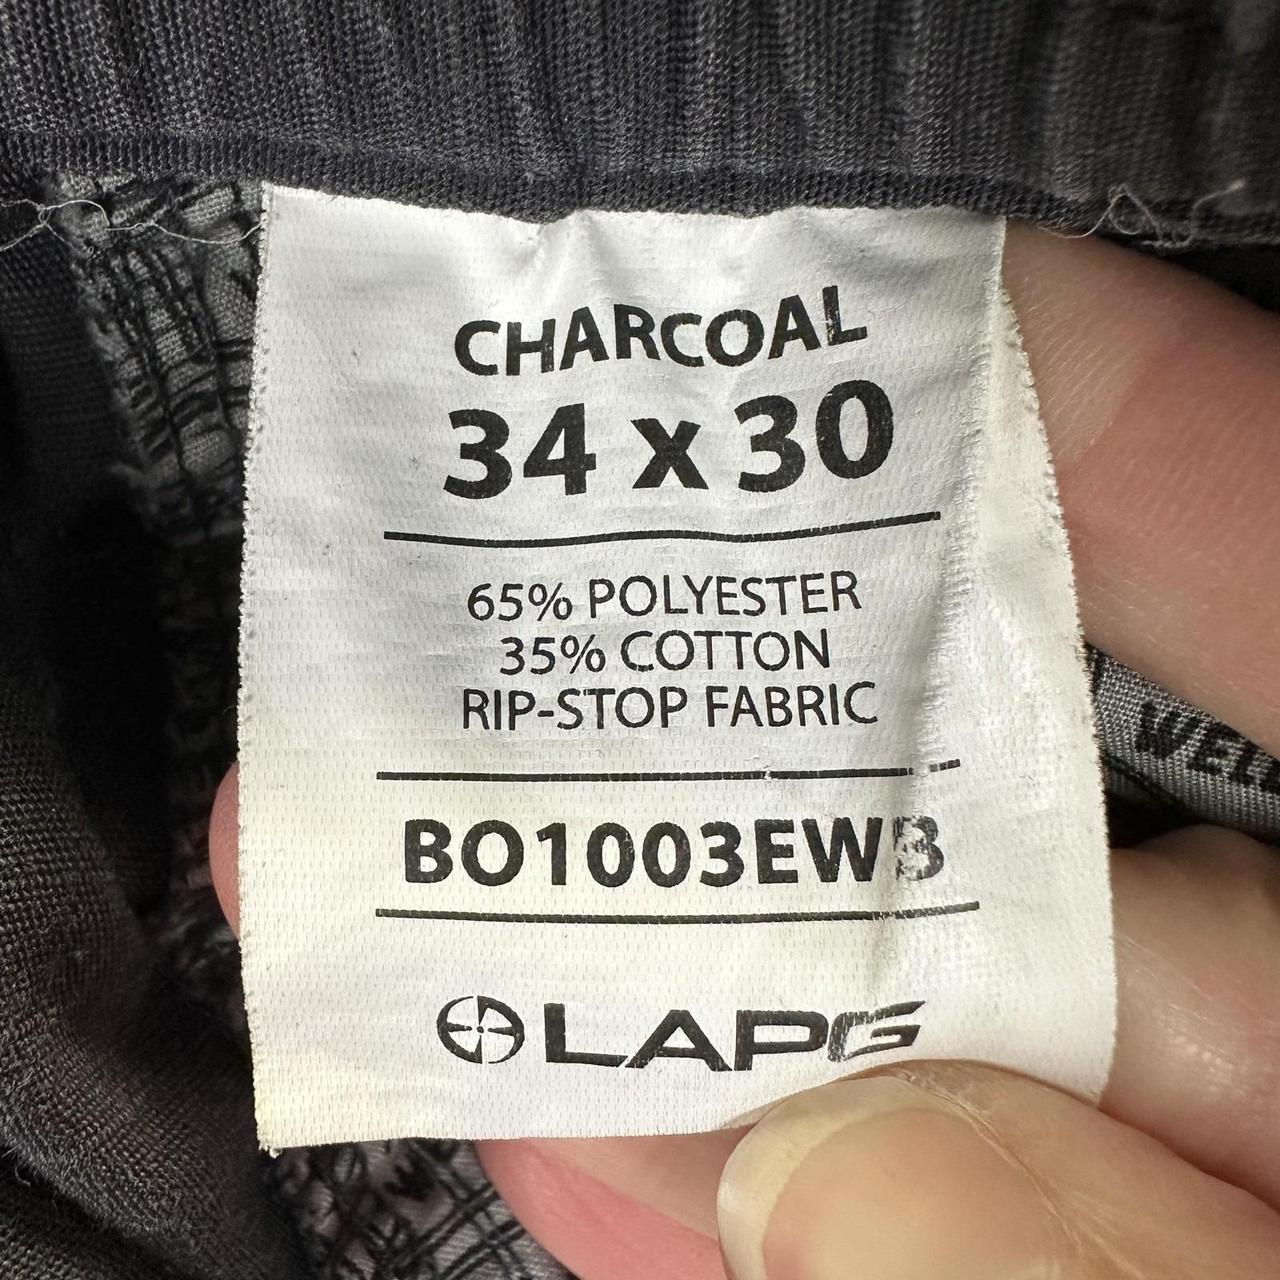 CHARCOAL
34 x 30
65% POLYESTER
35% COTTON
RIP-STOP FABRIC
BO1003EWB
LAPG